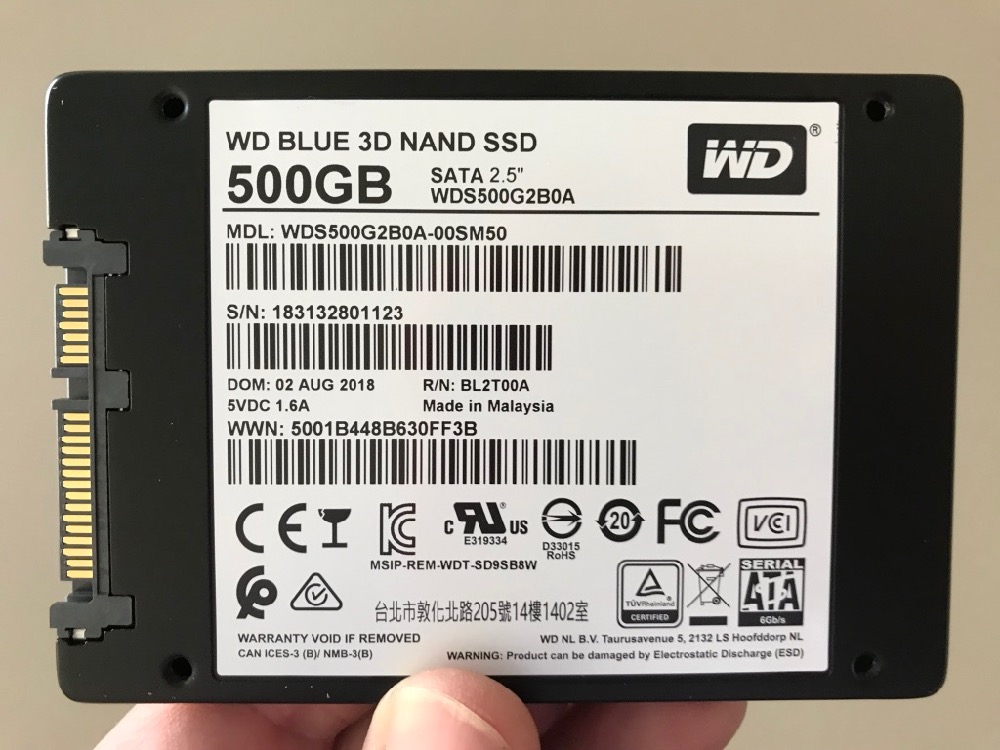 WD BLUE 3D NAND SSD
500GB
SATA 2.5"
WDS500G2B0A
WD®
MDL: WDS500G2B0A-00SM50
S/N: 183132801123
DOM: 02 AUG 2018 R/N: BL2T00A
5VDC 1.6A Made in Malaysia
WWN: 5001B448B630FF3B
CE
KC
MSIP-REM-WDT-SD9SB8W
c RU® US
E319334
D33015
RoHS
20
FC
VCI
台北市敦化北路205號14樓1402室
TÜVRheinland
CERTIFIED
SERIAL
ATA
6Gb/s
WARRANTY VOID IF REMOVED
CAN ICES-3 (B)/ NMB-3(B)
WD NL B.V. Taurusavenue 5, 2132 LS Hoofddorp NL
WARNING: Product can be damaged by Electrostatic Discharge (ESD)